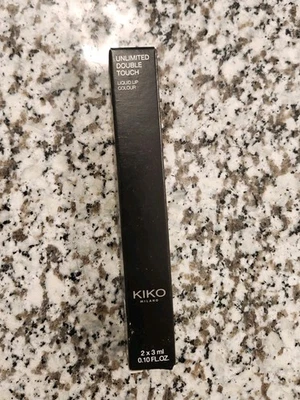 UNLIMITED
DOUBLE
TOUCH
LIQUID LIP
COLOUR
KIKO
MILANO
2 x 3 ml
0.10 FL.OZ.